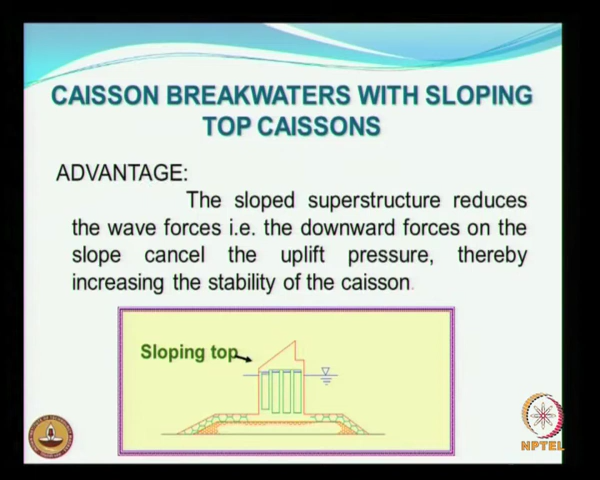 CAISSON BREAKWATERS WITH SLOPING
TOP CAISSONS
ADVANTAGE:
The sloped superstructure reduces
the wave forces i.e. the downward forces on the
slope cancel the uplift pressure, thereby
increasing the stability of the caisson.
Sloping top
NPTEL